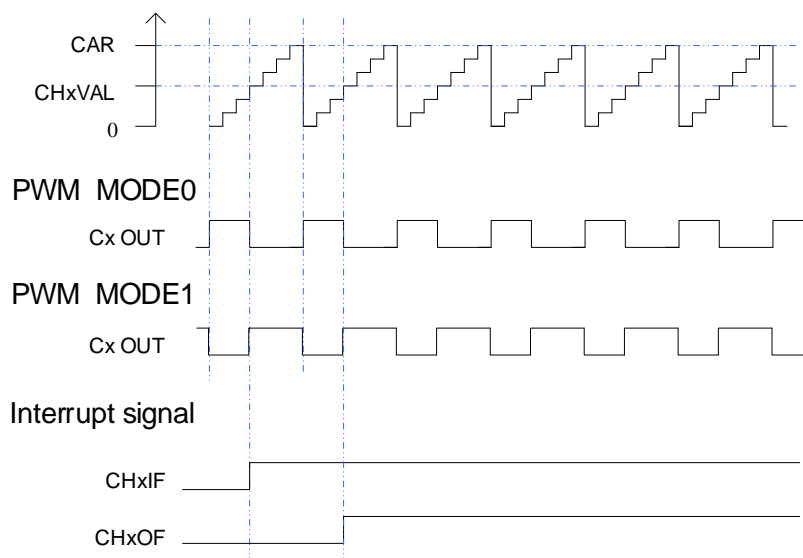 CAR
CHxVAL
0
PWM MODE0
Cx OUT
PWM MODE1
Cx OUT
Interrupt signal
CHxIF
CHxOF